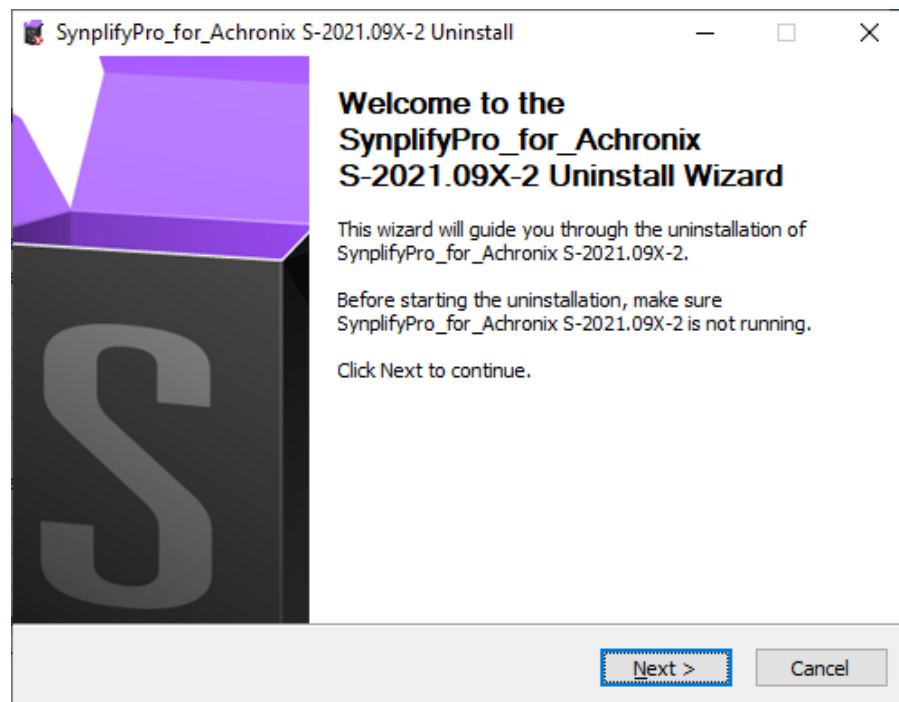 SynplifyPro_for_Achronix S-2021.09X-2 Uninstall
Welcome to the
SynplifyPro_for_Achronix
S-2021.09X-2 Uninstall Wizard
This wizard will guide you through the uninstallation of
SynplifyPro_for_Achronix S-2021.09X-2.
Before starting the uninstallation, make sure
SynplifyPro_for_Achronix S-2021.09X-2 is not running.
Click Next to continue.
S
Next >
Cancel